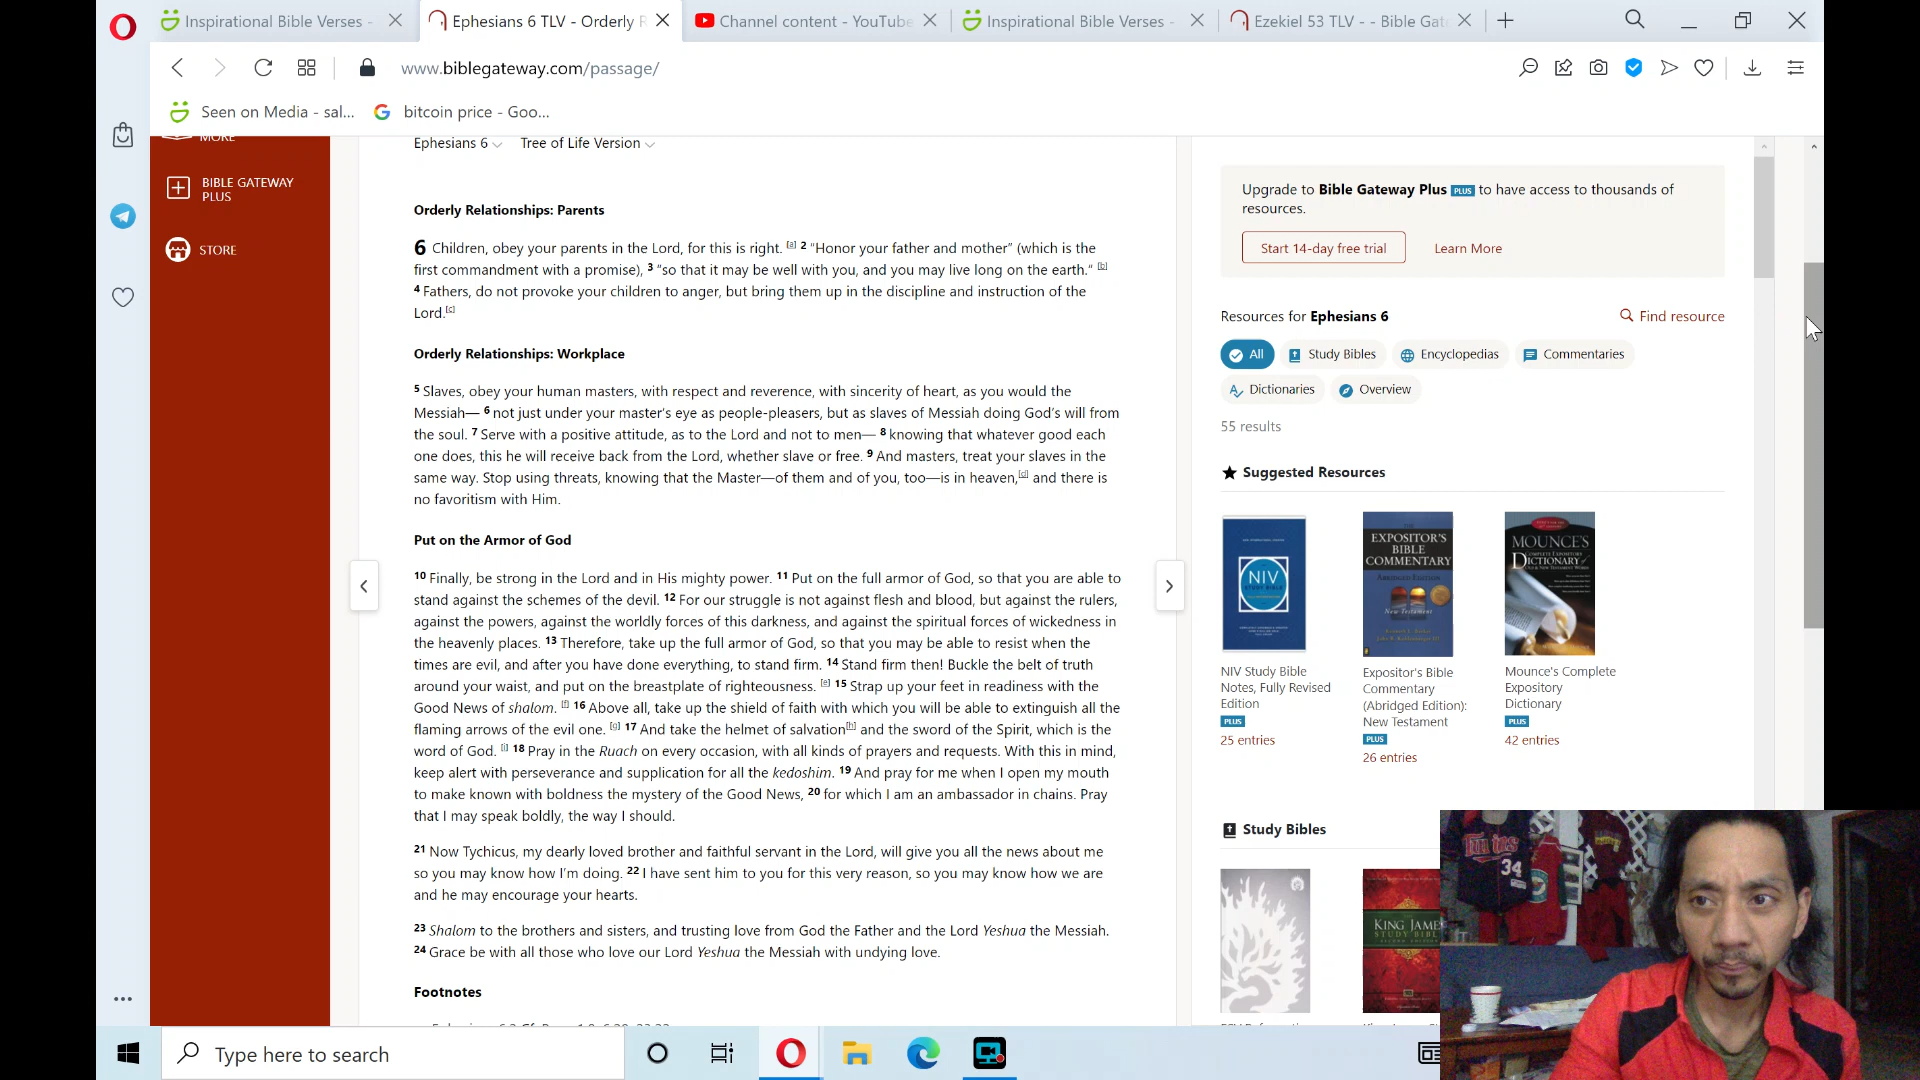 Inspirational Bible Verses -
Ephesians 6 TLV - Orderly R
Channel content - YouTube
Inspirational Bible Verses -
Ezekiel 53 TLV - - Bible Gat
www.biblegateway.com/passage/
Seen on Media - sal...
bitcoin price - Goo...
MORE
BIBLE GATEWAY
PLUS
STORE
Ephesians 6
Tree of Life Version
Orderly Relationships: Parents
6 Children, obey your parents in the Lord, for this is right. [a] 2 “Honor your father and mother” (which is the
first commandment with a promise), 3 “so that it may be well with you, and you may live long on the earth.” [b]
4 Fathers, do not provoke your children to anger, but bring them up in the discipline and instruction of the
Lord.[c]
Orderly Relationships: Workplace
5 Slaves, obey your human masters, with respect and reverence, with sincerity of heart, as you would the
Messiah— 6 not just under your master’s eye as people-pleasers, but as slaves of Messiah doing God’s will from
the soul. 7 Serve with a positive attitude, as to the Lord and not to men— 8 knowing that whatever good each
one does, this he will receive back from the Lord, whether slave or free. 9 And masters, treat your slaves in the
same way. Stop using threats, knowing that the Master—of them and of you, too—is in heaven,[d] and there is
no favoritism with Him.
Put on the Armor of God
10 Finally, be strong in the Lord and in His mighty power. 11 Put on the full armor of God, so that you are able to
stand against the schemes of the devil. 12 For our struggle is not against flesh and blood, but against the rulers,
against the powers, against the worldly forces of this darkness, and against the spiritual forces of wickedness in
the heavenly places. 13 Therefore, take up the full armor of God, so that you may be able to resist when the
times are evil, and after you have done everything, to stand firm. 14 Stand firm then! Buckle the belt of truth
around your waist, and put on the breastplate of righteousness. [e] 15 Strap up your feet in readiness with the
Good News of shalom. [f] 16 Above all, take up the shield of faith with which you will be able to extinguish all the
flaming arrows of the evil one. [g] 17 And take the helmet of salvation[h] and the sword of the Spirit, which is the
word of God. [i] 18 Pray in the Ruach on every occasion, with all kinds of prayers and requests. With this in mind,
keep alert with perseverance and supplication for all the kedoshim. 19 And pray for me when I open my mouth
to make known with boldness the mystery of the Good News, 20 for which I am an ambassador in chains. Pray
that I may speak boldly, the way I should.
21 Now Tychicus, my dearly loved brother and faithful servant in the Lord, will give you all the news about me
so you may know how I’m doing. 22 I have sent him to you for this very reason, so you may know how we are
and he may encourage your hearts.
23 Shalom to the brothers and sisters, and trusting love from God the Father and the Lord Yeshua the Messiah.
24 Grace be with all those who love our Lord Yeshua the Messiah with undying love.
Footnotes
Upgrade to Bible Gateway Plus PLUS to have access to thousands of
resources.
Start 14-day free trial
Learn More
Resources for Ephesians 6
Find resource
All
Study Bibles
Encyclopedias
Commentaries
Dictionaries
Overview
55 results
Suggested Resources
NIV
EXPOSITOR'S
BIBLE
COMMENTARY
ABRIDGED EDITION
New Testament
MOUNCE'S
COMPLETE EXPOSITORY
DICTIONARY
NIV Study Bible
Notes, Fully Revised
Edition
PLUS
25 entries
Expositor's Bible
Commentary
(Abridged Edition):
New Testament
PLUS
26 entries
Mounce's Complete
Expository
Dictionary
PLUS
42 entries
Study Bibles
KING JAME
STUDY BIBL
Twins
34
Type here to search